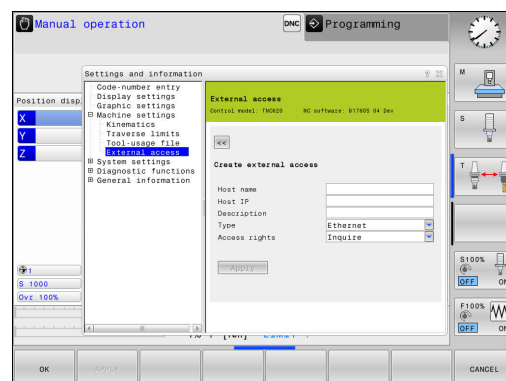 Manual operation
DNC
Programming
Settings and information
?
Position disp
X
Y
Z
1
S 1000
Ovr 100%
Code-number entry
Display settings
Graphic settings
Machine settings
Kinematics
Traverse limits
Tool-usage file
External access
System settings
Diagnostic functions
General information
External access
Control model: TNC620 NC software: 817605 04 Dev
<<
Create external access
Host name
Host IP
Description
Type Ethernet
Access rights Inquire
Apply
M
S
T
S100%
OFF ON
F100%
OFF ON
OK
APPLY
CANCEL